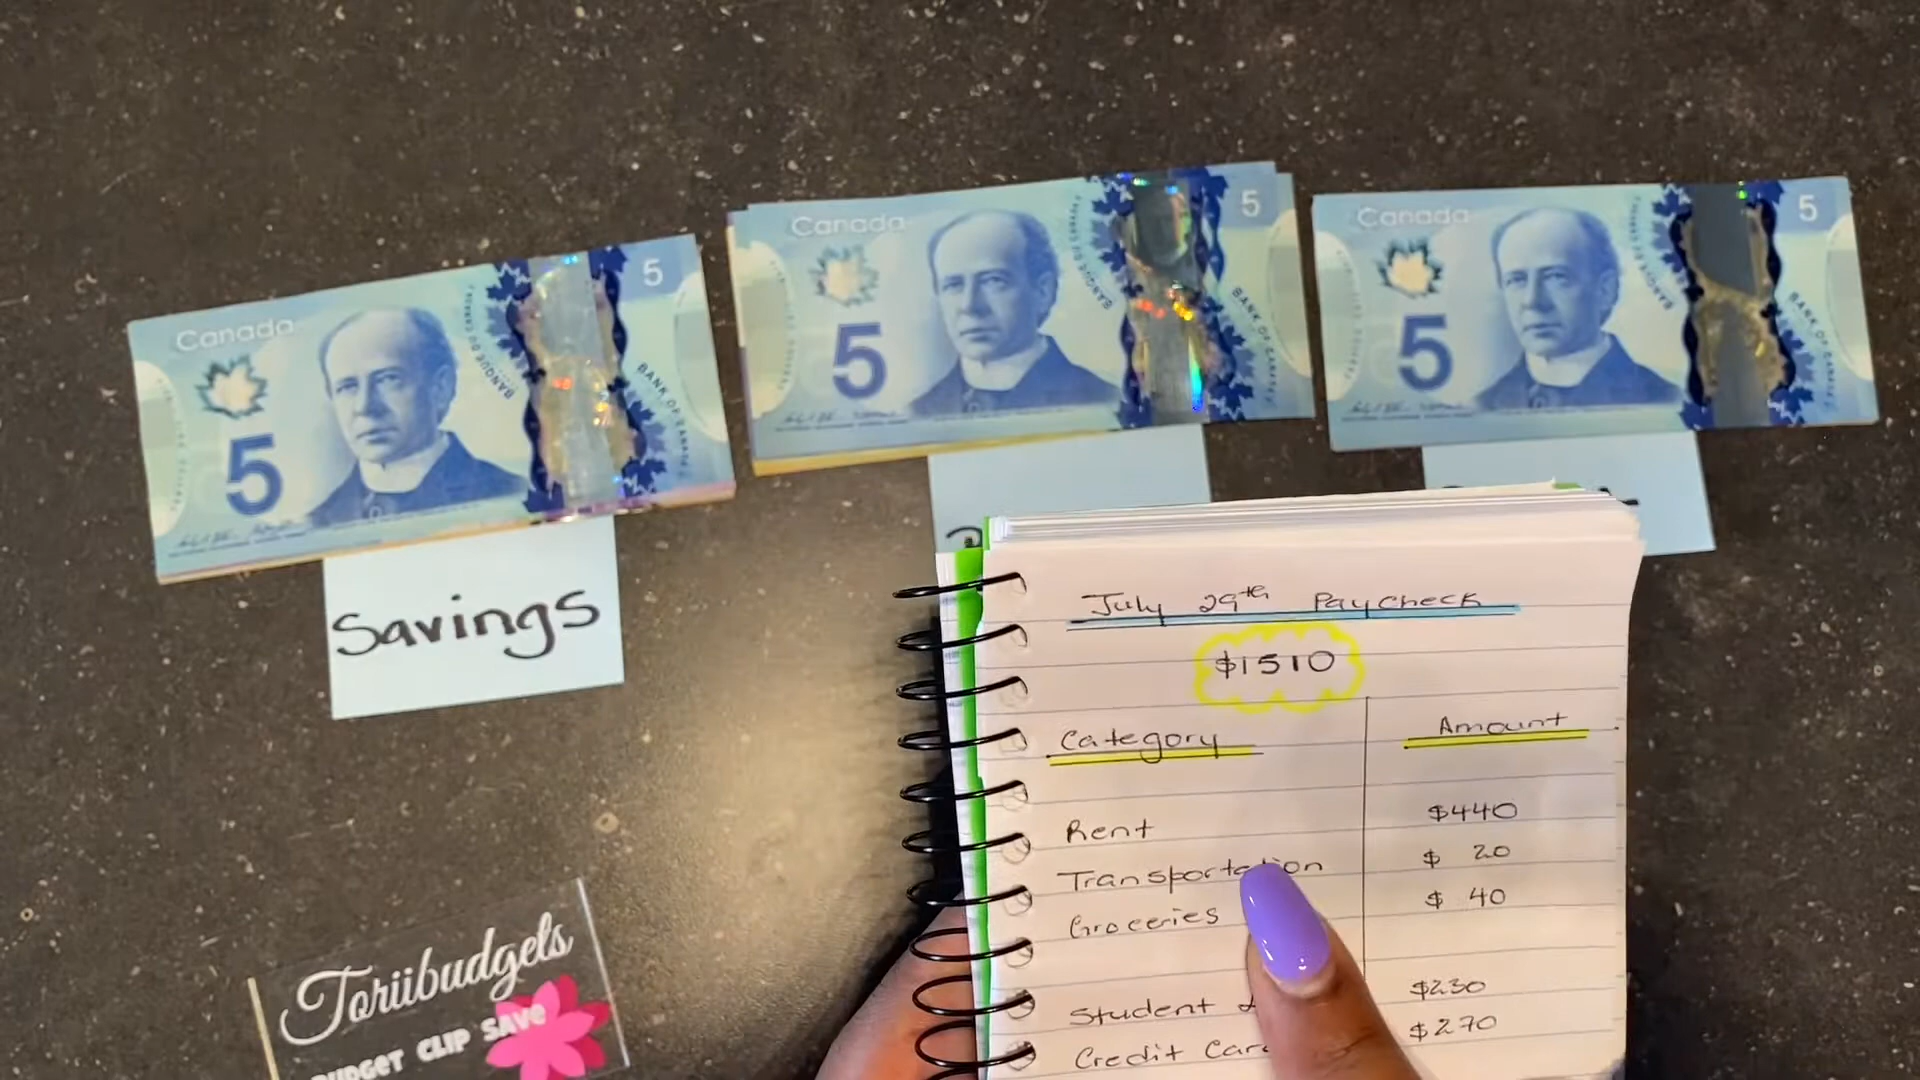 Canada
5
5
BANQUE DU CANADA
BANK OF CANADA
Canada
5
5
BANQUE DU CANADA
BANK OF CANADA
Canada
5
5
BANQUE DU CANADA
BANK OF CANADA
Savings
July 29th Paycheck
$1510
Category Amount
Rent $440
Transportation $ 20
Groceries $ 40
Student $230
Credit Car $270
Toriibudgets
BUDGET CLIP SAVE